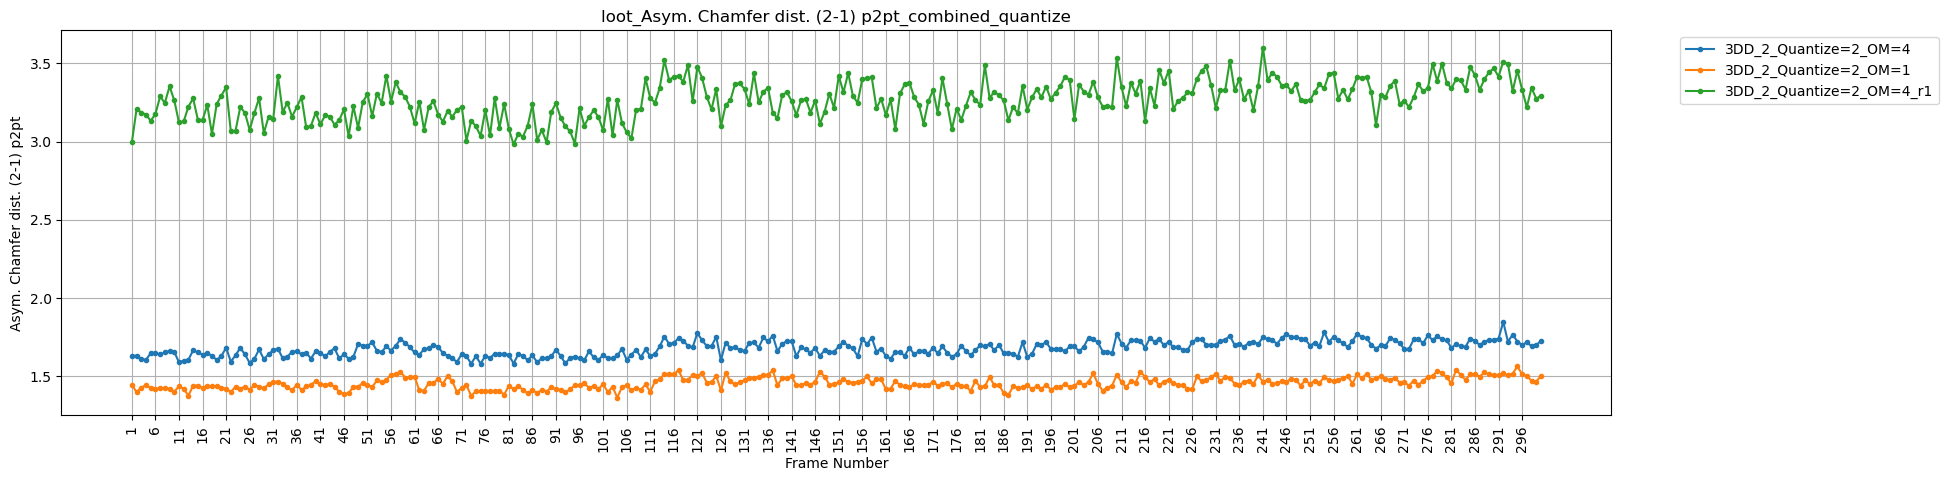 loot_Asym. Chamfer dist. (2-1) p2pt_combined_quantize
3DD_2_Quantize=2_OM=4
3DD_2_Quantize=2_OM=1
3DD_2_Quantize=2_OM=4_r1
Asym. Chamfer dist. (2-1) p2pt
3.5
3.0
2.5
2.0
1.5
1 6 11 16 21 26 31 36 41 46 51 56 61 66 71 76 81 86 91 96 101 106 111 116 121 126 131 136 141 146 151 156 161 166 171 176 181 186 191 196 201 206 211 216 221 226 231 236 241 246 251 256 261 266 271 276 281 286 291 296
Frame Number